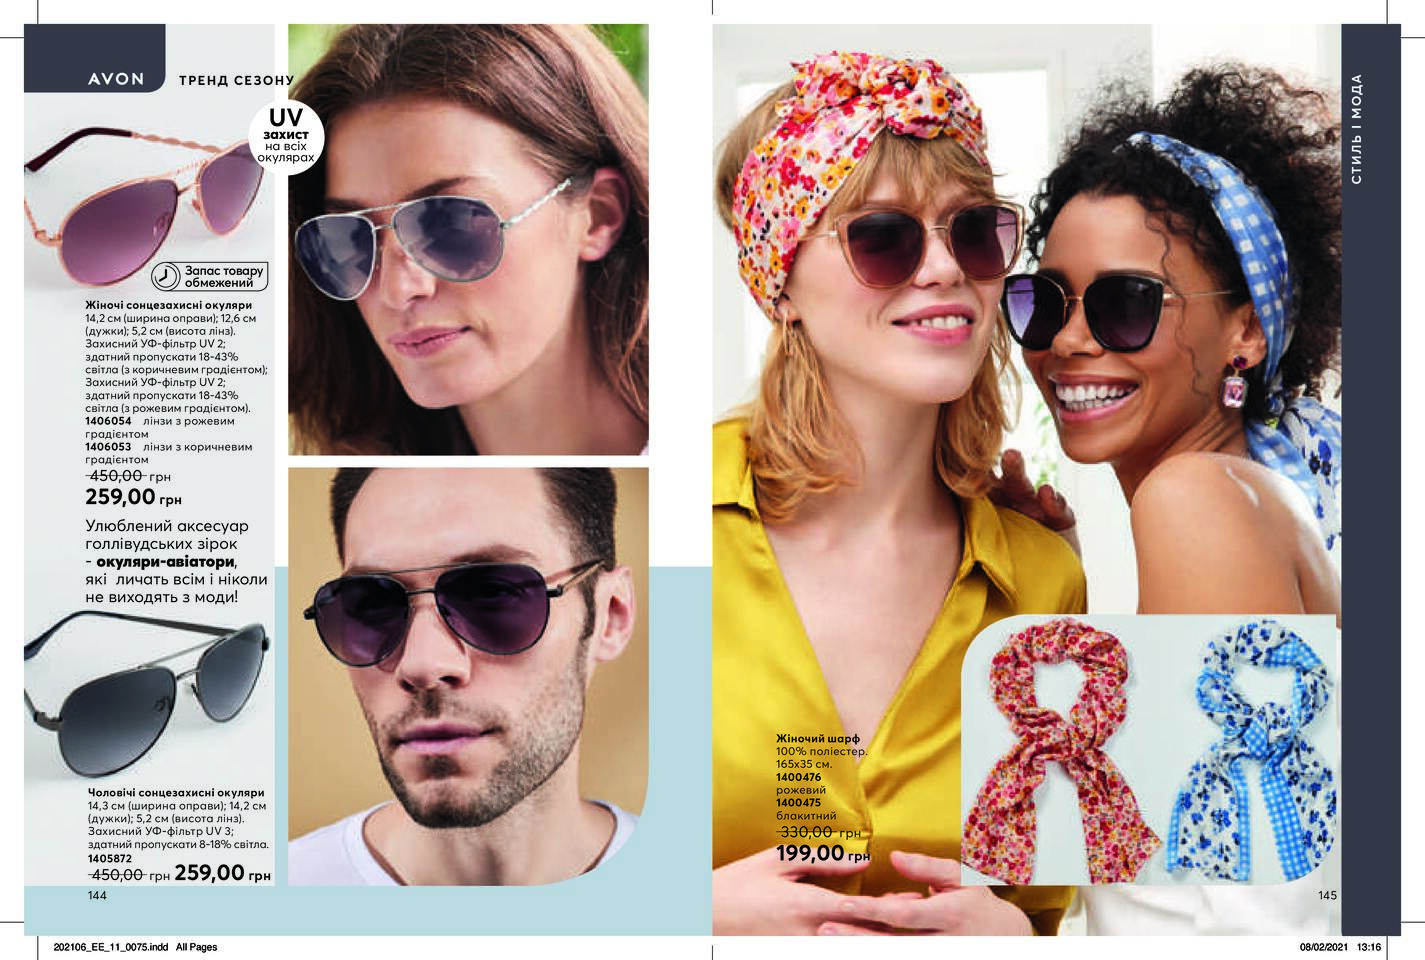 AVON
ТРЕНД СЕЗОНУ
UV
захист
на всіх
окулярах
Запас товару
обмежений
Жіночі сонцезахисні окуляри
14,2 см (ширина оправи); 12,6 см
(дужки); 5,2 см (висота лінз).
Захисний УФ-фільтр UV 2;
здатний пропускати 18-43%
світла (з коричневим градієнтом);
Захисний УФ-фільтр UV 2;
здатний пропускати 18-43%
світла (з рожевим градієнтом).
1406054 лінзи з рожевим
градієнтом
1406053 лінзи з коричневим
градієнтом
450,00 грн
259,00 грн
Улюблений аксесуар
голлівудських зірок
- окуляри-авіатори,
які личать всім і ніколи
не виходять з моди!
Чоловічі сонцезахисні окуляри
14,3 см (ширина оправи); 14,2 см
(дужки); 5,2 см (висота лінз).
Захисний УФ-фільтр UV 3;
здатний пропускати 8-18% світла.
1405872
450,00 грн 259,00 грн
144
СТИЛЬ І МОДА
Жіночий шарф
100% поліестер.
165х35 см.
1400476
рожевий
1400475
блакитний
330,00 грн
199,00 грн
145
202106_EE_11_0075.indd All Pages
08/02/2021 13:16